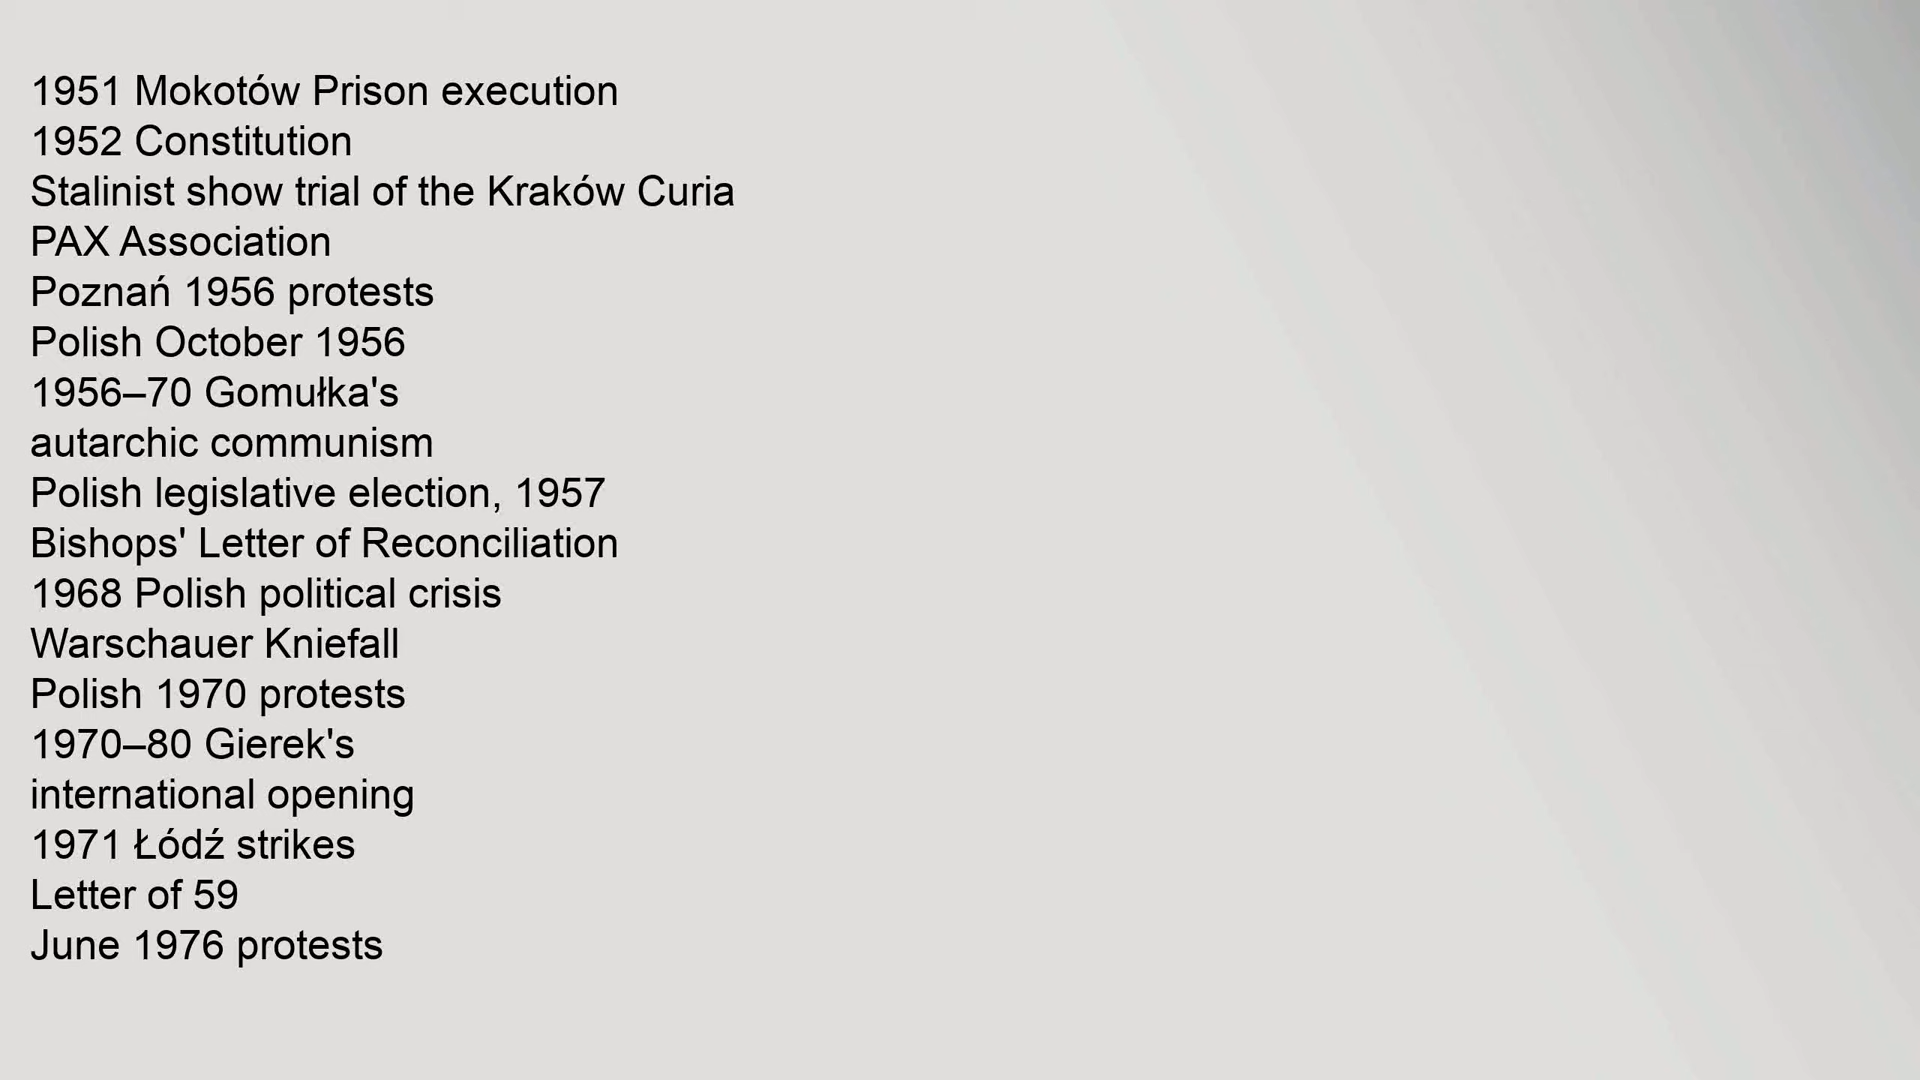 1951 Mokotów Prison execution
1952 Constitution
Stalinist show trial of the Kraków Curia
PAX Association
Poznań 1956 protests
Polish October 1956
1956–70 Gomułka's
autarchic communism
Polish legislative election, 1957
Bishops' Letter of Reconciliation
1968 Polish political crisis
Warschauer Kniefall
Polish 1970 protests
1970–80 Gierek's
international opening
1971 Łódź strikes
Letter of 59
June 1976 protests